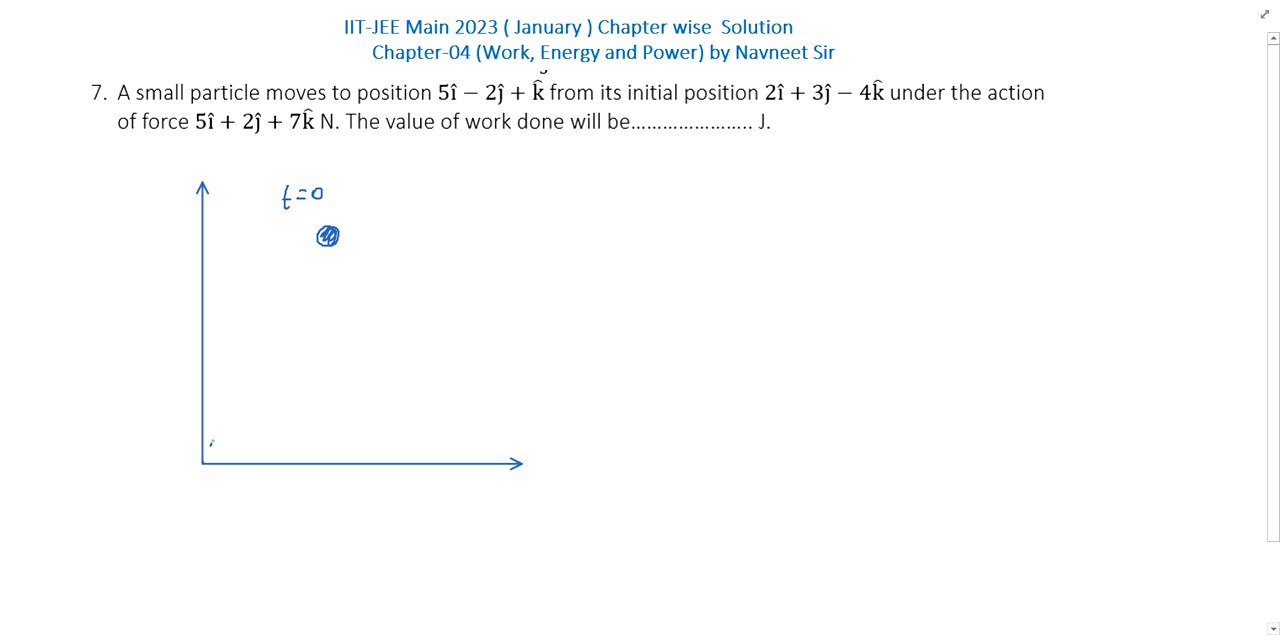 IIT-JEE Main 2023 ( January ) Chapter wise Solution
Chapter-04 (Work, Energy and Power) by Navneet Sir
7. A small particle moves to position 5î − 2ĵ + k̂ from its initial position 2î + 3ĵ − 4k̂ under the action
of force 5î + 2ĵ + 7k̂ N. The value of work done will be...................... J.
t=0